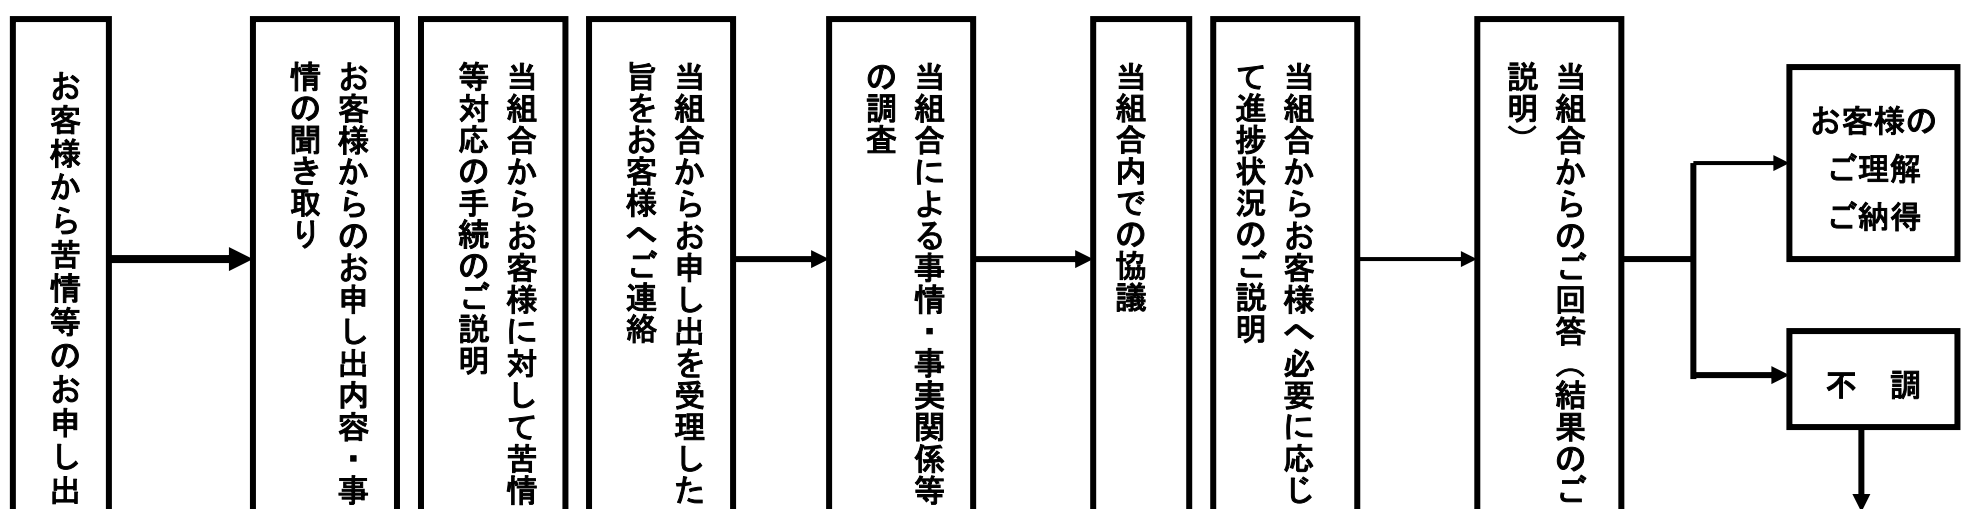 お客様から苦情等のお申し出
お客様からのお申し出内容・事
情の聞き取り
当組合からお客様に対して苦情
等対応の手続のご説明
当組合からお申し出を受理した
旨をお客様へご連絡
当組合による事情・事実関係等
の調査
当組合内での協議
当組合からお客様へ必要に応じ
て進捗状況のご説明
当組合からのご回答（結果のご
説明）
お客様の
ご理解
ご納得
不　調